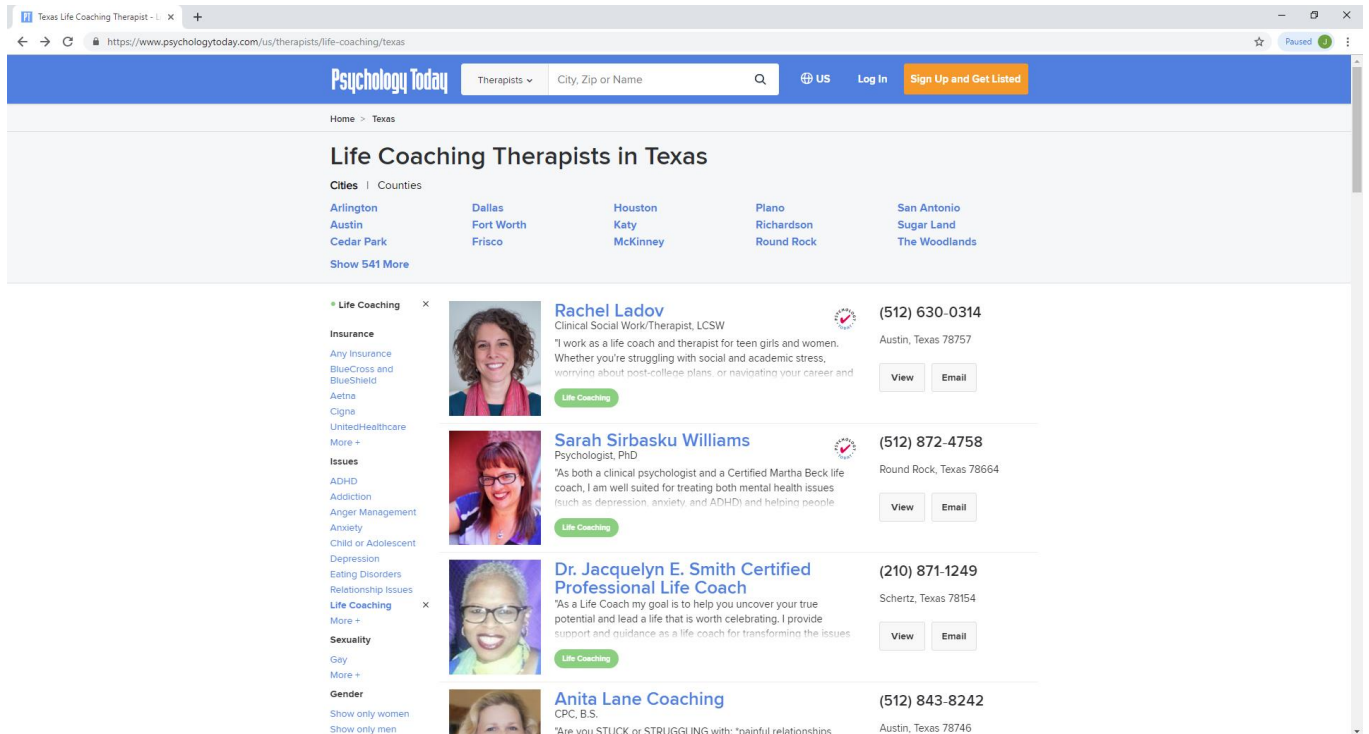 Texas Life Coaching Therapist - L
https://www.psychologytoday.com/us/therapists/life-coaching/texas
Paused J
Psychology Today
Therapists
City, Zip or Name
US
Log In
Sign Up and Get Listed
Home > Texas
Life Coaching Therapists in Texas
Cities | Counties
Arlington Dallas Houston Plano San Antonio
Austin Fort Worth Katy Richardson Sugar Land
Cedar Park Frisco McKinney Round Rock The Woodlands
Show 541 More
Life Coaching ×
Insurance
Any Insurance
BlueCross and
BlueShield
Aetna
Cigna
UnitedHealthcare
More +
Issues
ADHD
Addiction
Anger Management
Anxiety
Child or Adolescent
Depression
Eating Disorders
Relationship Issues
Life Coaching ×
More +
Sexuality
Gay
More +
Gender
Show only women
Show only men
Rachel Ladov
Clinical Social Work/Therapist, LCSW
"I work as a life coach and therapist for teen girls and women.
Whether you're struggling with social and academic stress,
worrying about post-college plans, or navigating your career and
Life Coaching
(512) 630-0314
Austin, Texas 78757
View Email
Sarah Sirbasku Williams
Psychologist, PhD
"As both a clinical psychologist and a Certified Martha Beck life
coach, I am well suited for treating both mental health issues
(such as depression, anxiety, and ADHD) and helping people
Life Coaching
(512) 872-4758
Round Rock, Texas 78664
View Email
Dr. Jacquelyn E. Smith Certified
Professional Life Coach
"As a Life Coach my goal is to help you uncover your true
potential and lead a life that is worth celebrating. I provide
support and guidance as a life coach for transforming the issues
Life Coaching
(210) 871-1249
Schertz, Texas 78154
View Email
Anita Lane Coaching
CPC, B.S.
"Are you STUCK or STRUGGLING with: *painful relationships
(512) 843-8242
Austin, Texas 78746